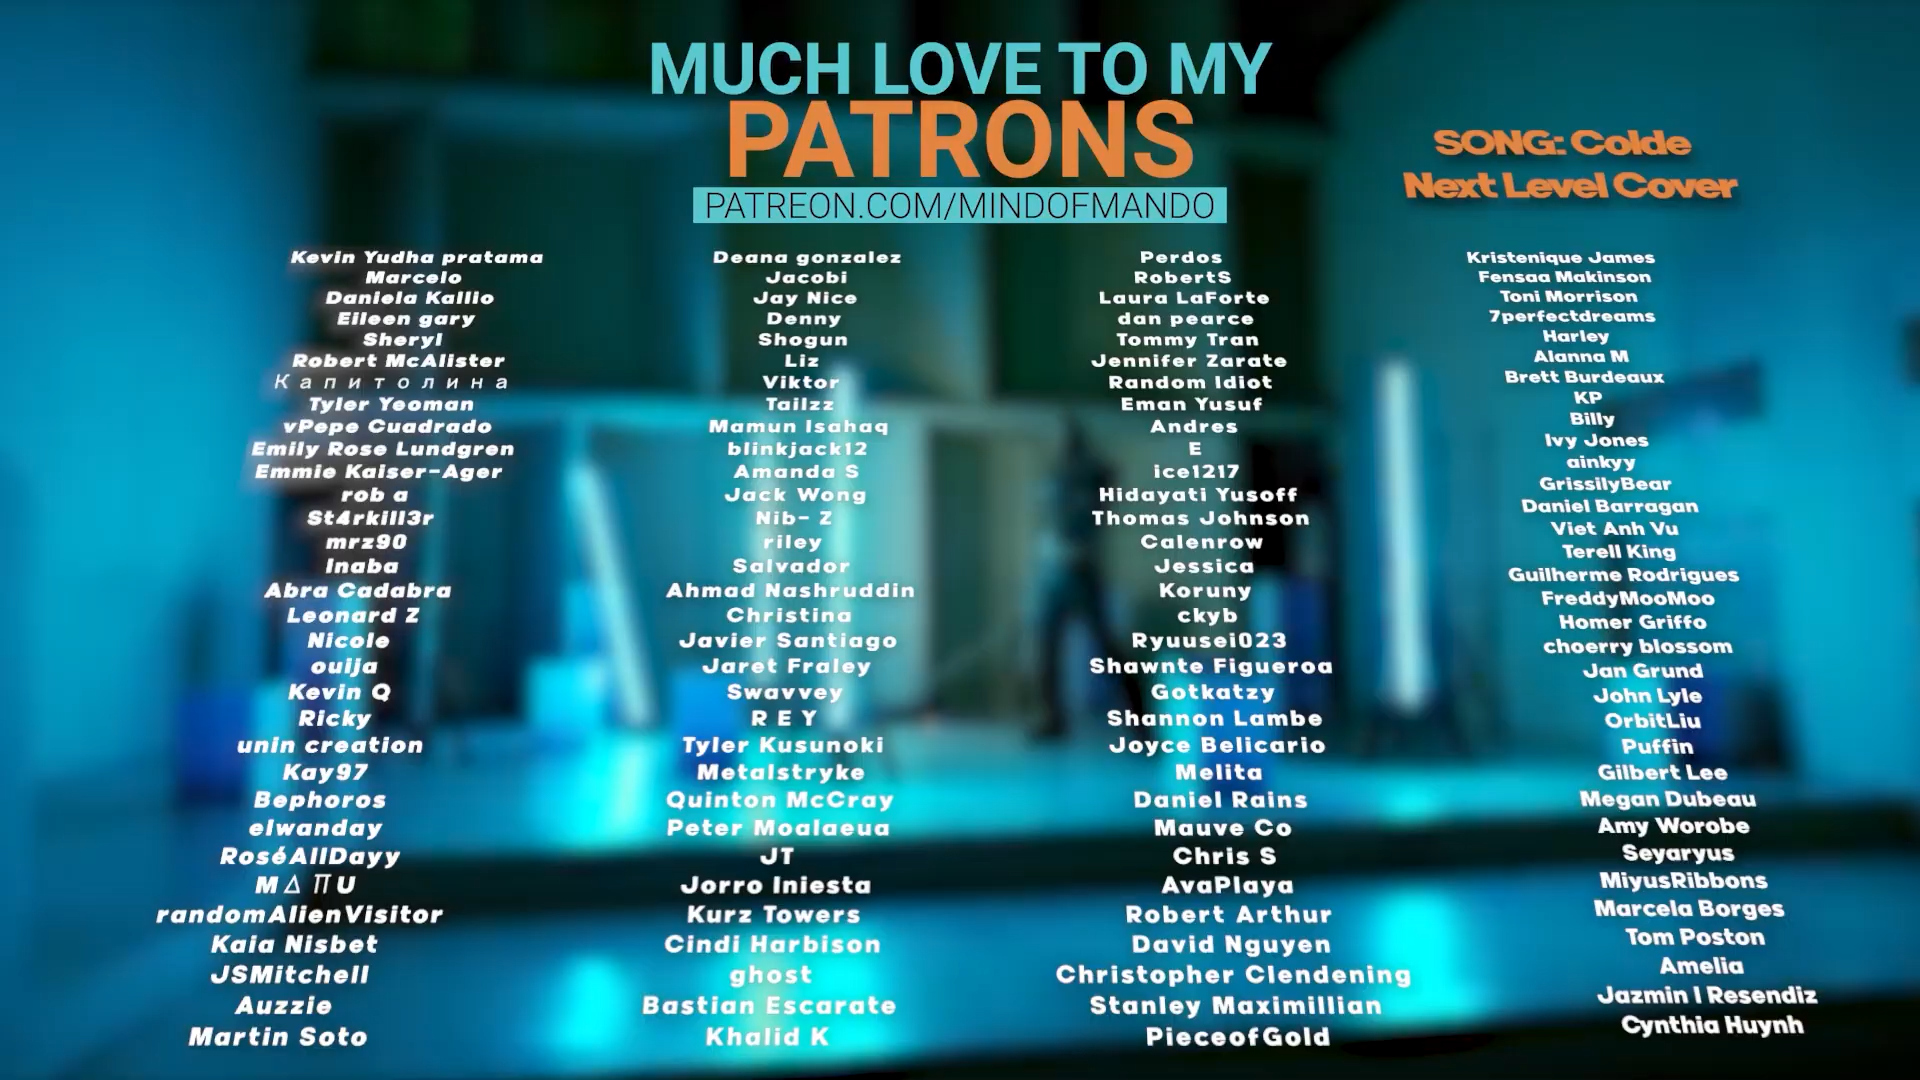 MUCH LOVE TO MY
PATRONS
PATREON.COM/MINDOFMANDO
SONG: Colde
Next Level Cover
Kevin Yudha pratama
Marcelo
Daniela Kallio
Eileen gary
Sheryl
Robert McAlister
Капитолина
Tyler Yeoman
vPepe Cuadrado
Emily Rose Lundgren
Emmie Kaiser-Ager
rob a
St4rkill3r
mrz90
Inaba
Abra Cadabra
Leonard Z
Nicole
ouija
Kevin Q
Ricky
unin creation
Kay97
Bephoros
elwanday
RoséAllDayy
M Δ ∏ U
randomAlienVisitor
Kaia Nisbet
JSMitchell
Auzzie
Martin Soto
Deana gonzalez
Jacobi
Jay Nice
Denny
Shogun
Liz
Viktor
Tailzz
Mamun Isahaq
blinkjack12
Amanda S
Jack Wong
Nib- Z
riley
Salvador
Ahmad Nashruddin
Christina
Javier Santiago
Jaret Fraley
Swavvey
R E Y
Tyler Kusunoki
Metalstryke
Quinton McCray
Peter Moalaeua
JT
Jorro Iniesta
Kurz Towers
Cindi Harbison
ghost
Bastian Escarate
Khalid K
Perdos
RobertS
Laura LaForte
dan pearce
Tommy Tran
Jennifer Zarate
Random Idiot
Eman Yusuf
Andres
E
ice1217
Hidayati Yusoff
Thomas Johnson
Calenrow
Jessica
Koruny
ckyb
Ryuusei023
Shawnte Figueroa
Gotkatzy
Shannon Lambe
Joyce Belicario
Melita
Daniel Rains
Mauve Co
Chris S
AvaPlaya
Robert Arthur
David Nguyen
Christopher Clendening
Stanley Maximillian
PieceofGold
Kristenique James
Fensaa Makinson
Toni Morrison
7perfectdreams
Harley
Alanna M
Brett Burdeaux
KP
Billy
Ivy Jones
ainkyy
GrissilyBear
Daniel Barragan
Viet Anh Vu
Terell King
Guilherme Rodrigues
FreddyMooMoo
Homer Griffo
choerry blossom
Jan Grund
John Lyle
OrbitLiu
Puffin
Gilbert Lee
Megan Dubeau
Amy Worobe
Seyaryus
MiyusRibbons
Marcela Borges
Tom Poston
Amelia
Jazmin I Resendiz
Cynthia Huynh